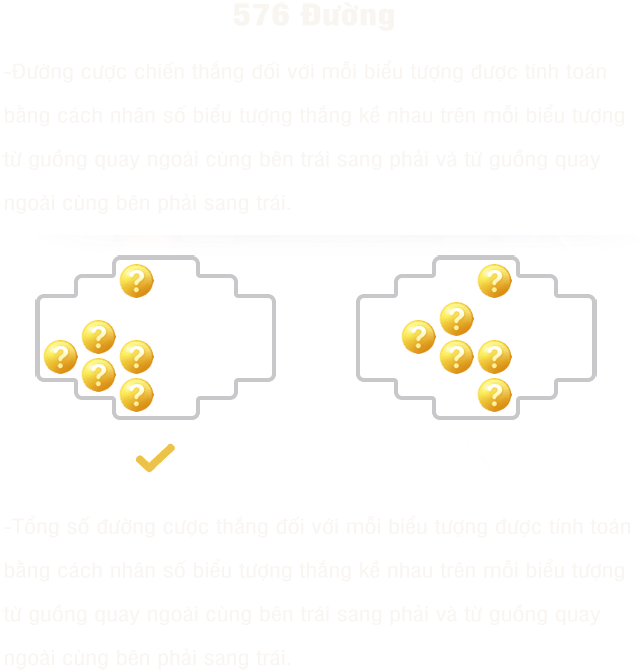 576 Đường
-Đường cược chiến thắng đối với mỗi biểu tượng được tính toán
bằng cách nhân số biểu tượng thắng kề nhau trên mỗi biểu tượng
từ guồng quay ngoài cùng bên trái sang phải và từ guồng quay
ngoài cùng bên phải sang trái.
-Tổng số đường cược thắng đối với mỗi biểu tượng được tính toán
bằng cách nhân số biểu tượng thắng kề nhau trên mỗi biểu tượng
từ guồng quay ngoài cùng bên trái sang phải và từ guồng quay
ngoài cùng bên phải sang trái.